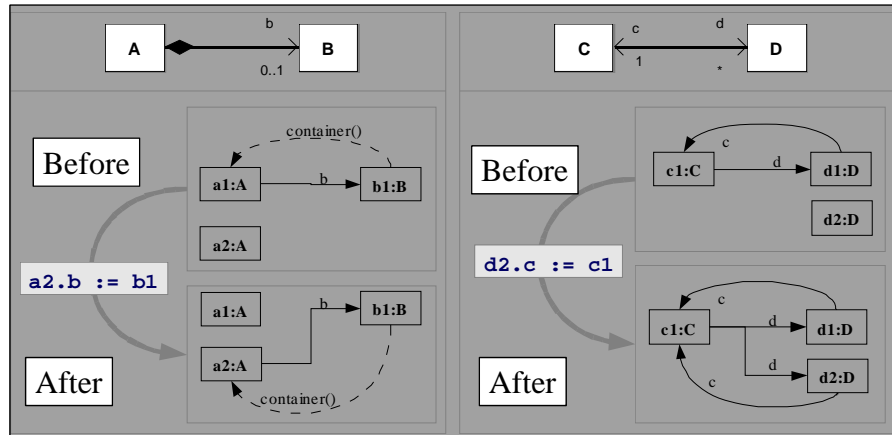 b
A
B
0..1
Before
container()
a1:A
b
b1:B
a2:A
a2.b := b1
a1:A
b
b1:B
a2:A
After
container()
c
d
C
D
1
*
Before
c
c1:C
d
d1:D
d2:D
d2.c := c1
c
c1:C
d
d1:D
After
d
d2:D
c